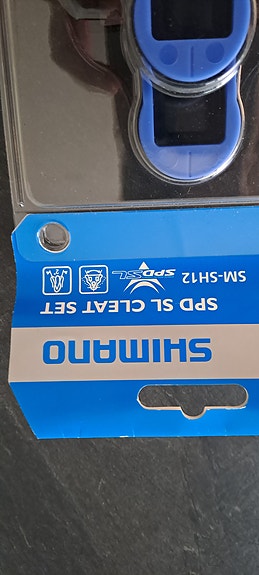 SHIMANO
SPD SL CLEAT SET
SM-SH12
SPD-SL